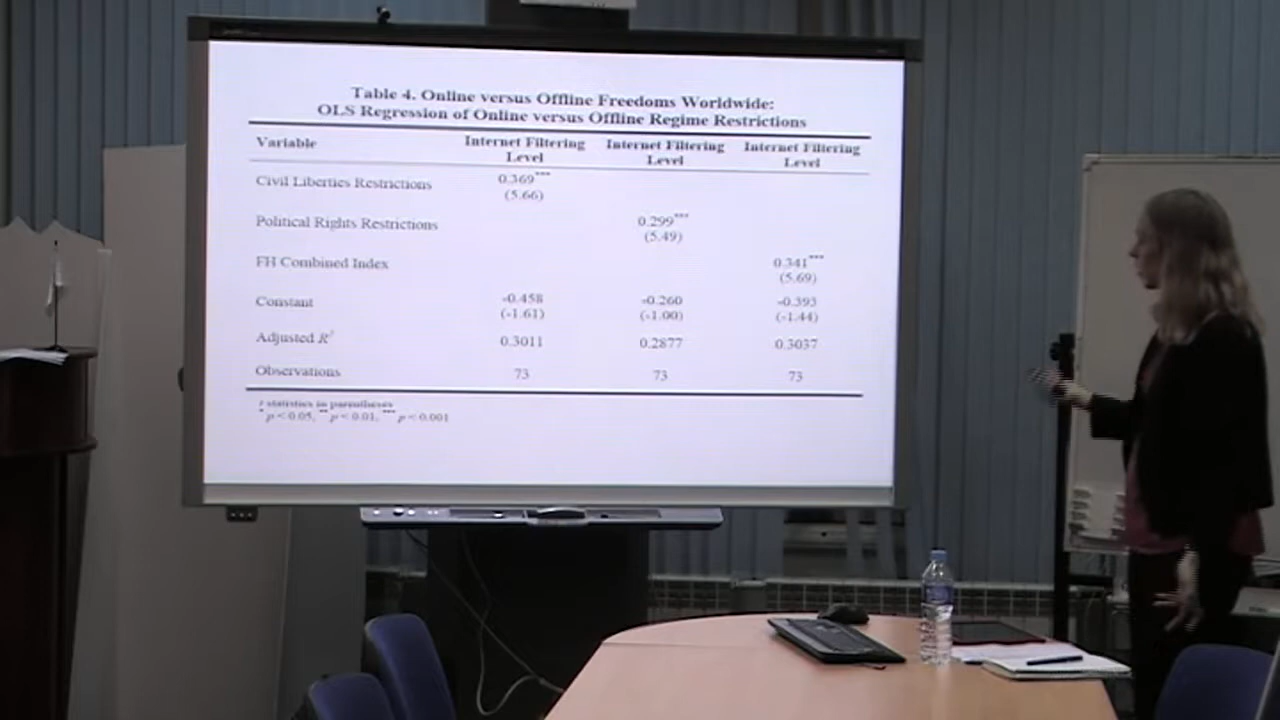 Table 4. Online versus Offline Freedoms Worldwide:
OLS Regression of Online versus Offline Regime Restrictions
Variable Internet Filtering Level Internet Filtering Level Internet Filtering Level
Civil Liberties Restrictions 0.369***
(5.66)
Political Rights Restrictions 0.299***
(5.49)
FH Combined Index 0.341***
(5.69)
Constant -0.458 -0.260 -0.393
(-1.61) (-1.00) (-1.44)
Adjusted R² 0.3011 0.2877 0.3037
Observations 73 73 73
t statistics in parentheses
* p < 0.05, ** p < 0.01, *** p < 0.001